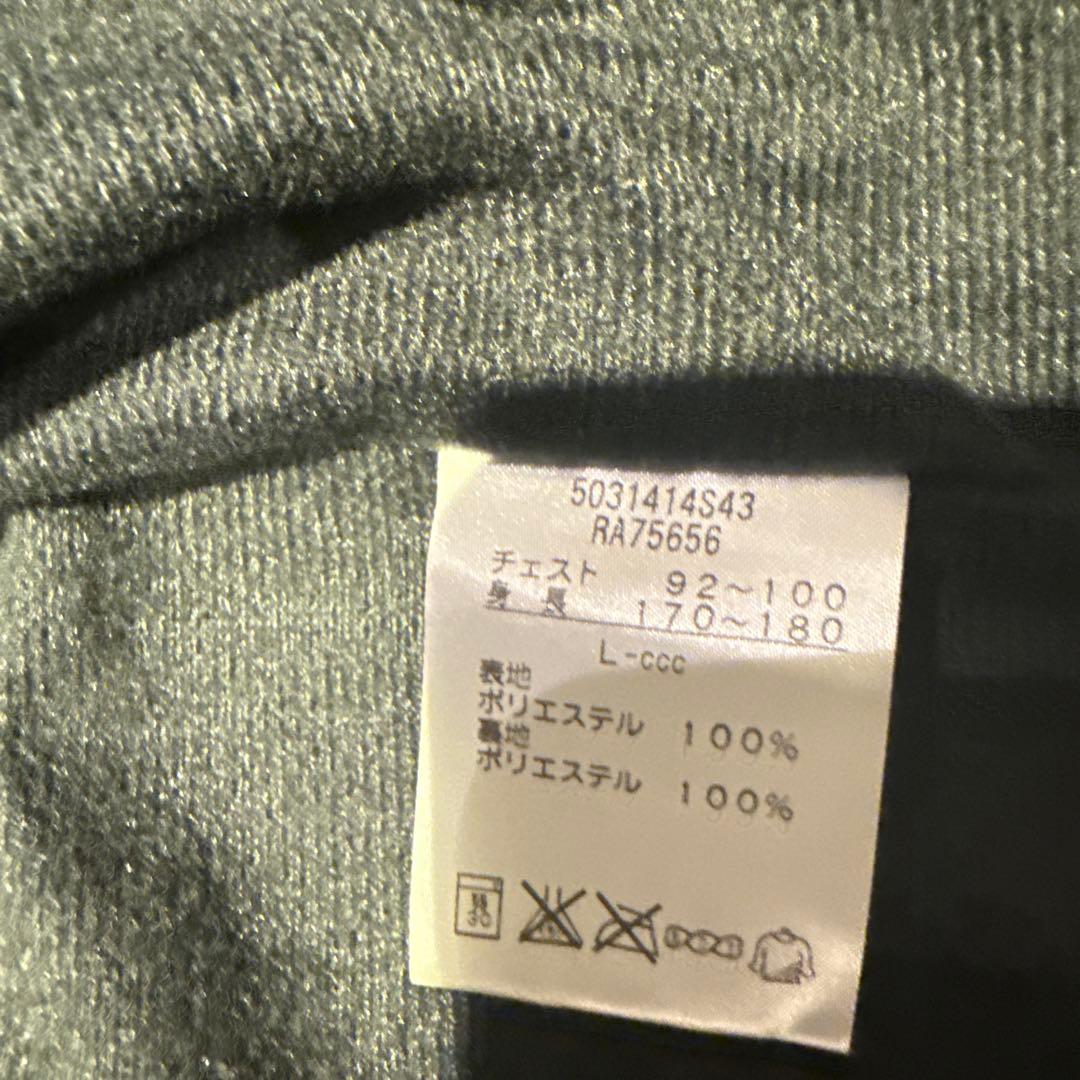 5031414S43
RA75656
チェスト 92～100
身長 170～180
L-ccc
表地
ポリエステル 100%
裏地
ポリエステル 100%
30